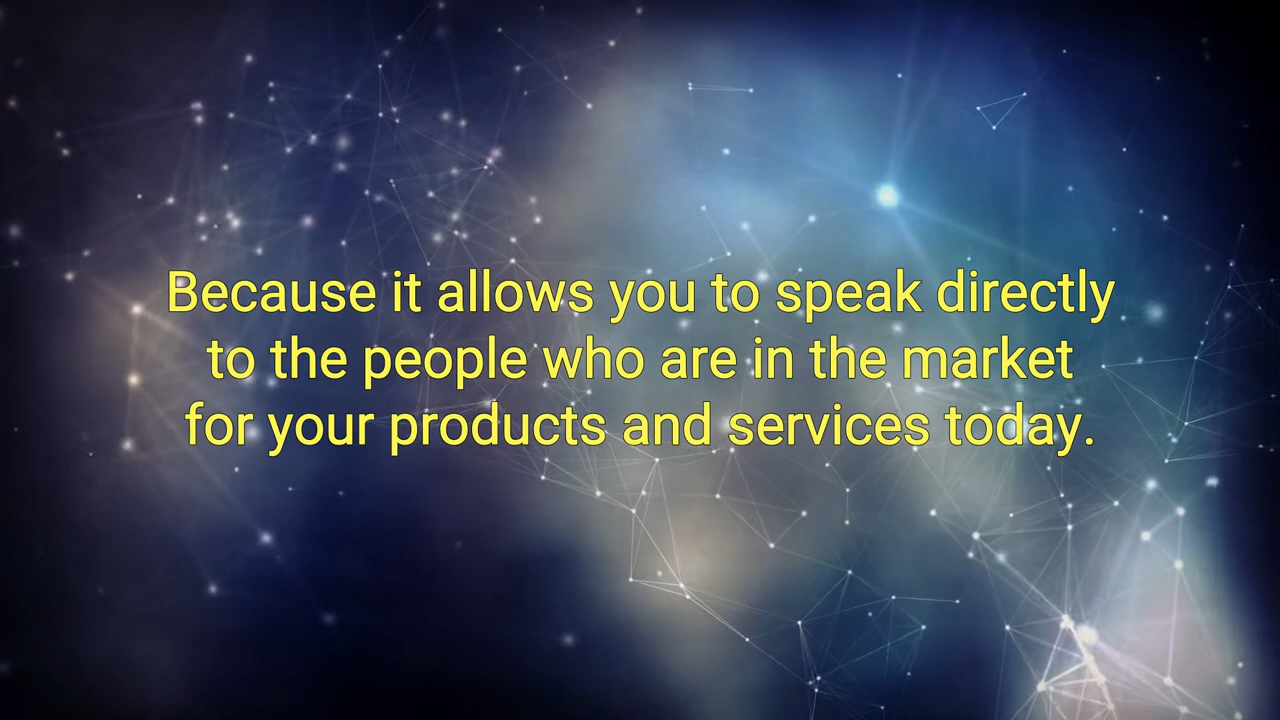 Because it allows you to speak directly
to the people who are in the market
for your products and services today.